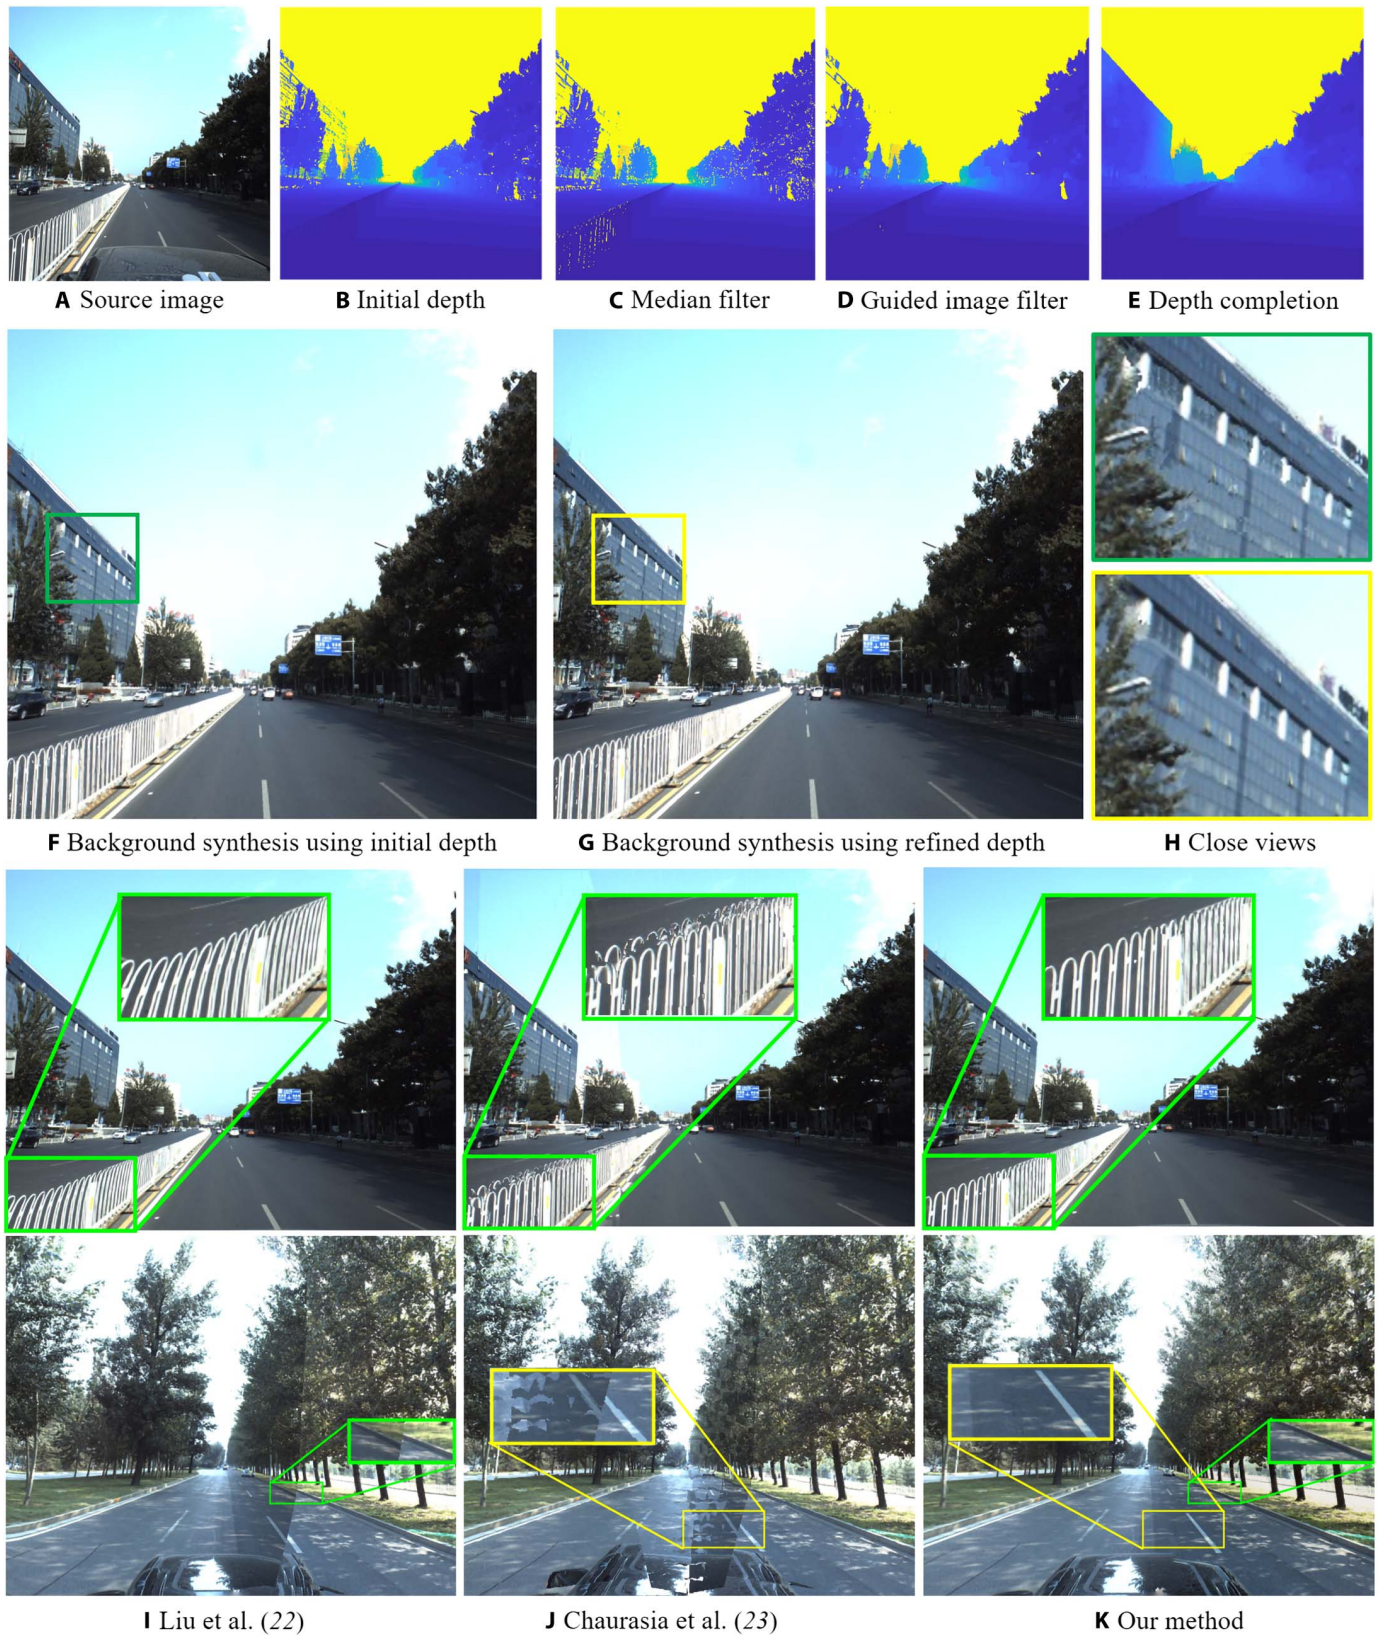 A Source image
B Initial depth
C Median filter
D Guided image filter
E Depth completion
F Background synthesis using initial depth
G Background synthesis using refined depth
H Close views
I Liu et al. (22)
J Chaurasia et al. (23)
K Our method